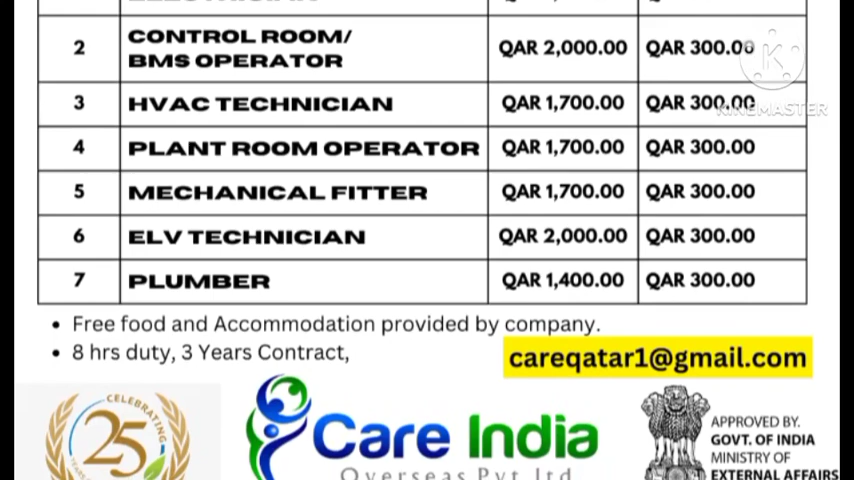 2 CONTROL ROOM/ BMS OPERATOR QAR 2,000.00 QAR 300.00
3 HVAC TECHNICIAN QAR 1,700.00 QAR 300.00
KINEMASTER
4 PLANT ROOM OPERATOR QAR 1,700.00 QAR 300.00
5 MECHANICAL FITTER QAR 1,700.00 QAR 300.00
6 ELV TECHNICIAN QAR 2,000.00 QAR 300.00
7 PLUMBER QAR 1,400.00 QAR 300.00
• Free food and Accommodation provided by company.
• 8 hrs duty, 3 Years Contract,
careqatar1@gmail.com
CELEBRATING
25
Care India
Overseas Pvt ltd
APPROVED BY.
GOVT. OF INDIA
MINISTRY OF
EXTERNAL AFFAIRS